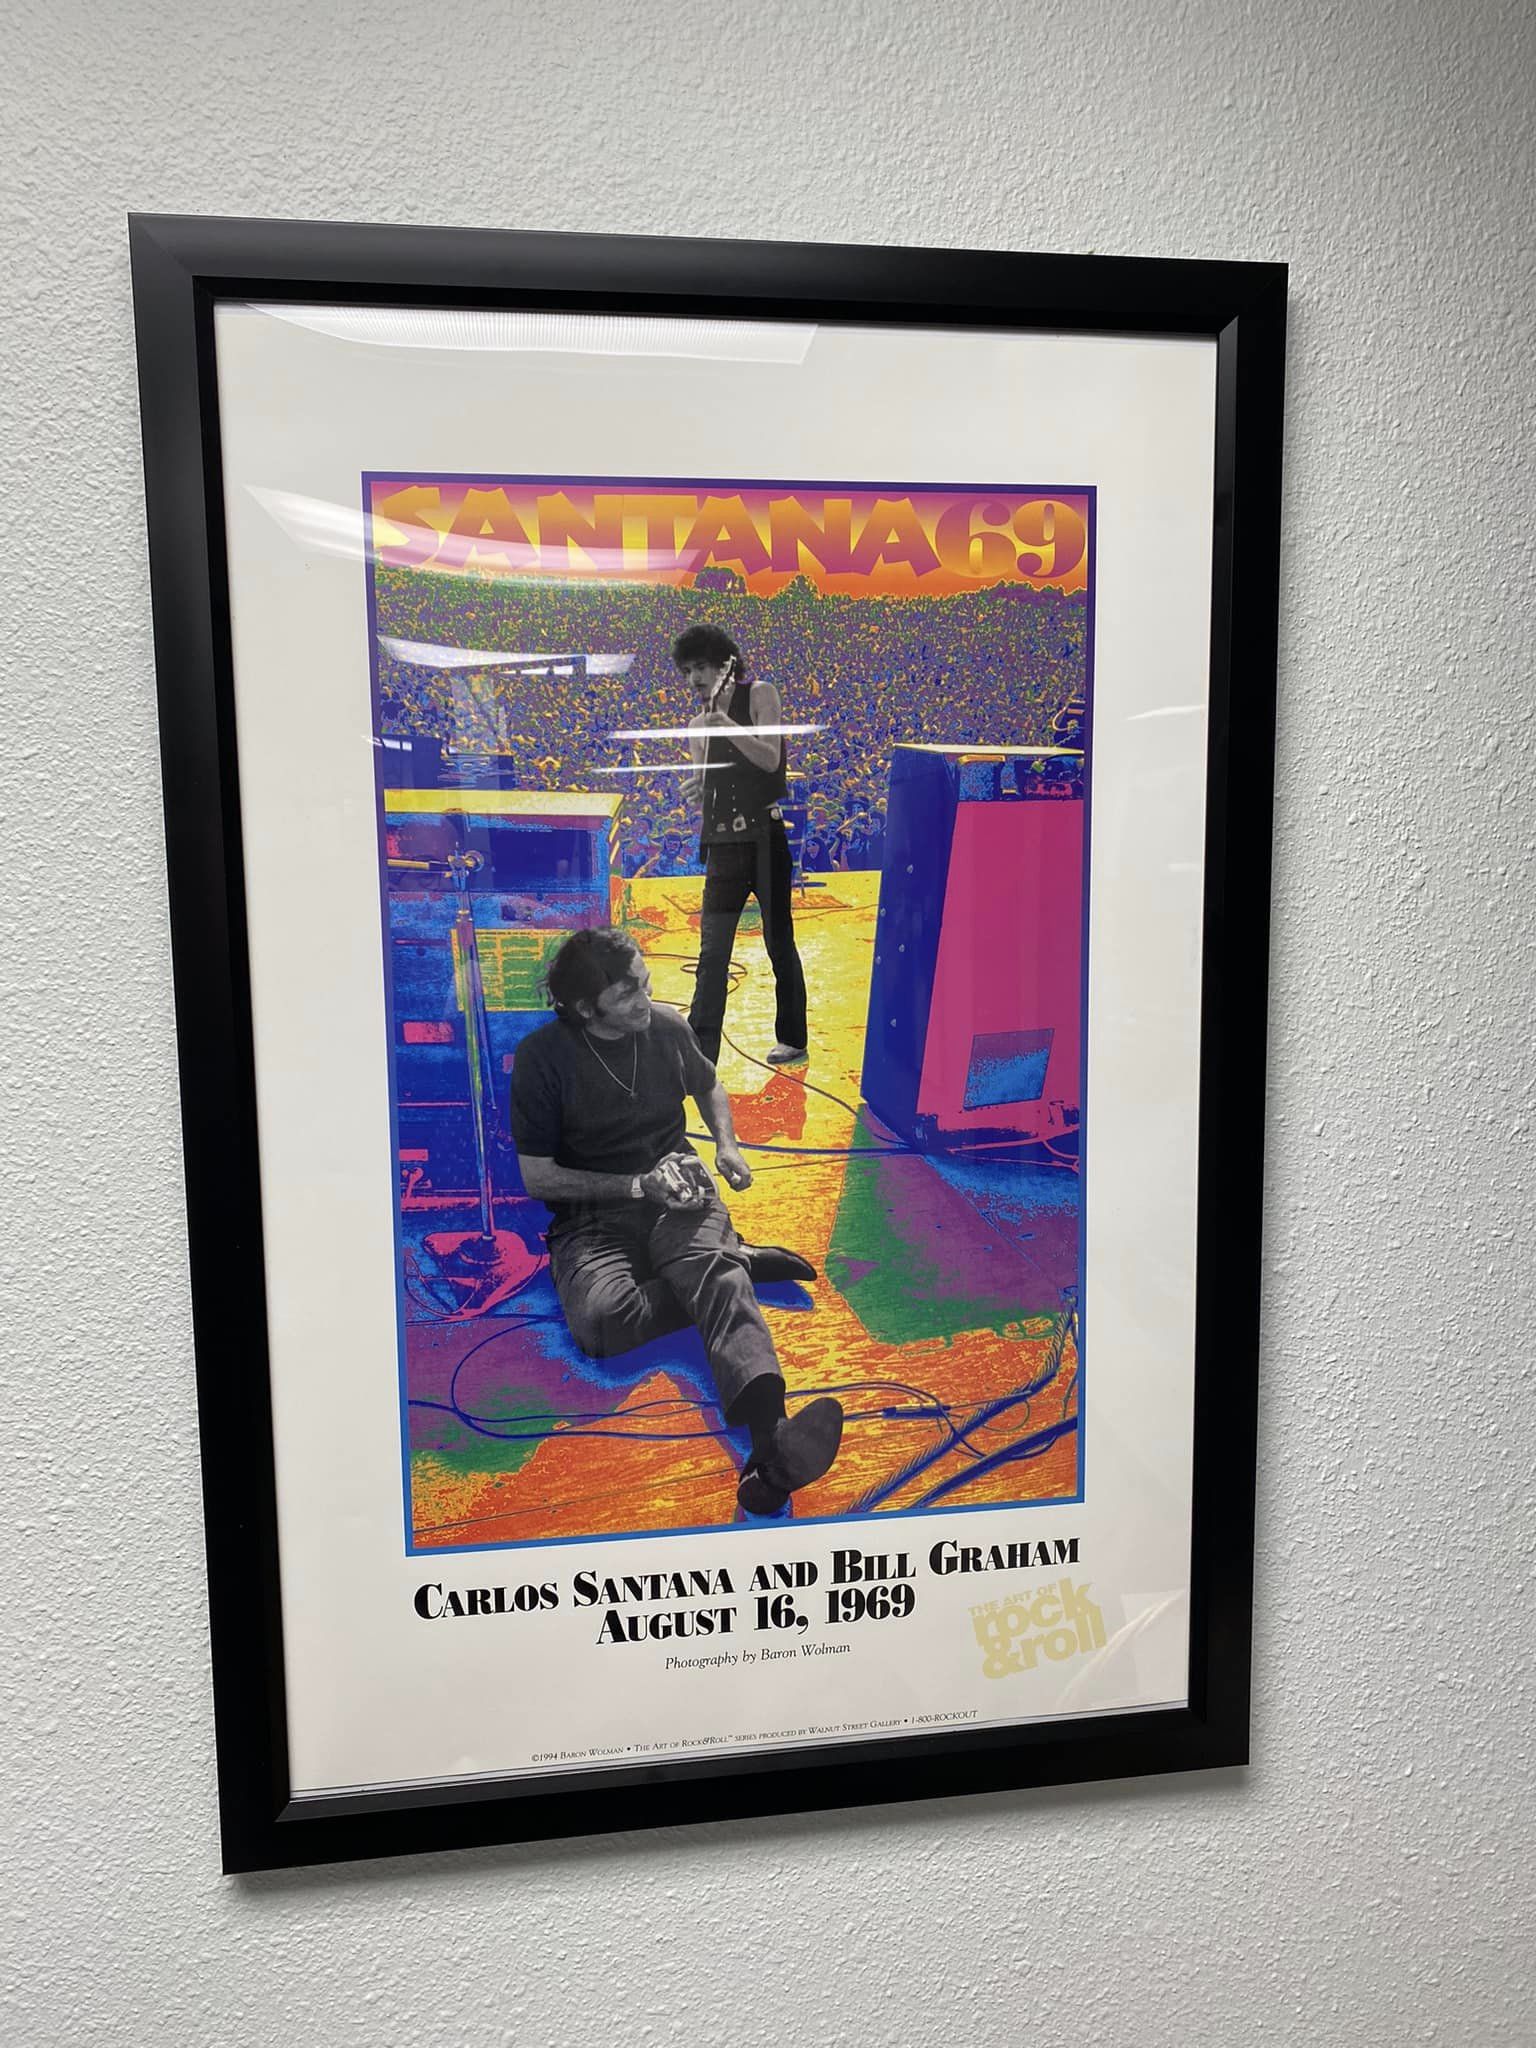 SANTANA69
CARLOS SANTANA AND BILL GRAHAM
AUGUST 16, 1969
Photography by Baron Wolman
THE ART OF
rock
&roll
©1994 BARON WOLMAN • THE ART OF ROCK&ROLL™ SERIES PRODUCED BY WALNUT STREET GALLERY • 1-800-ROCKOUT